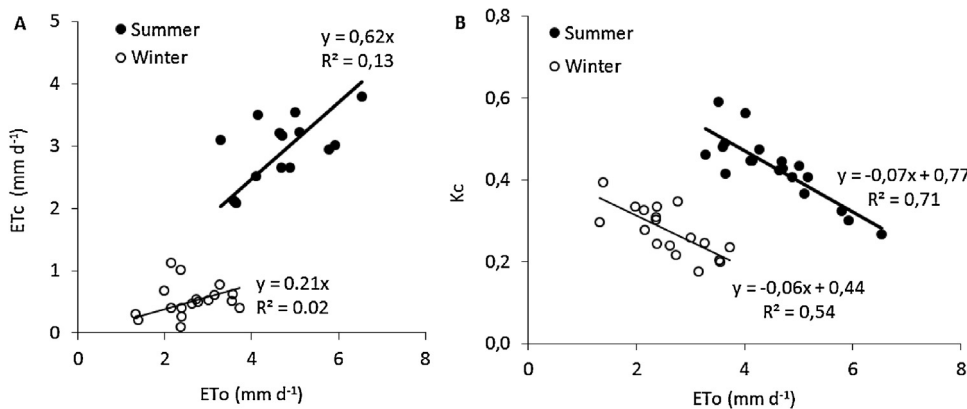 A
5
4
3
2
1
0
ETc (mm d⁻¹)
Summer
Winter
y = 0,62x
R² = 0,13
y = 0.21x
R² = 0.02
0 2 4 6 8
ETo (mm d⁻¹)
B
0,8
0,6
0,4
0,2
0,0
Kc
Summer
Winter
y = -0,07x + 0,77
R² = 0,71
y = -0,06x + 0,44
R² = 0,54
0 2 4 6 8
ETo (mm d⁻¹)